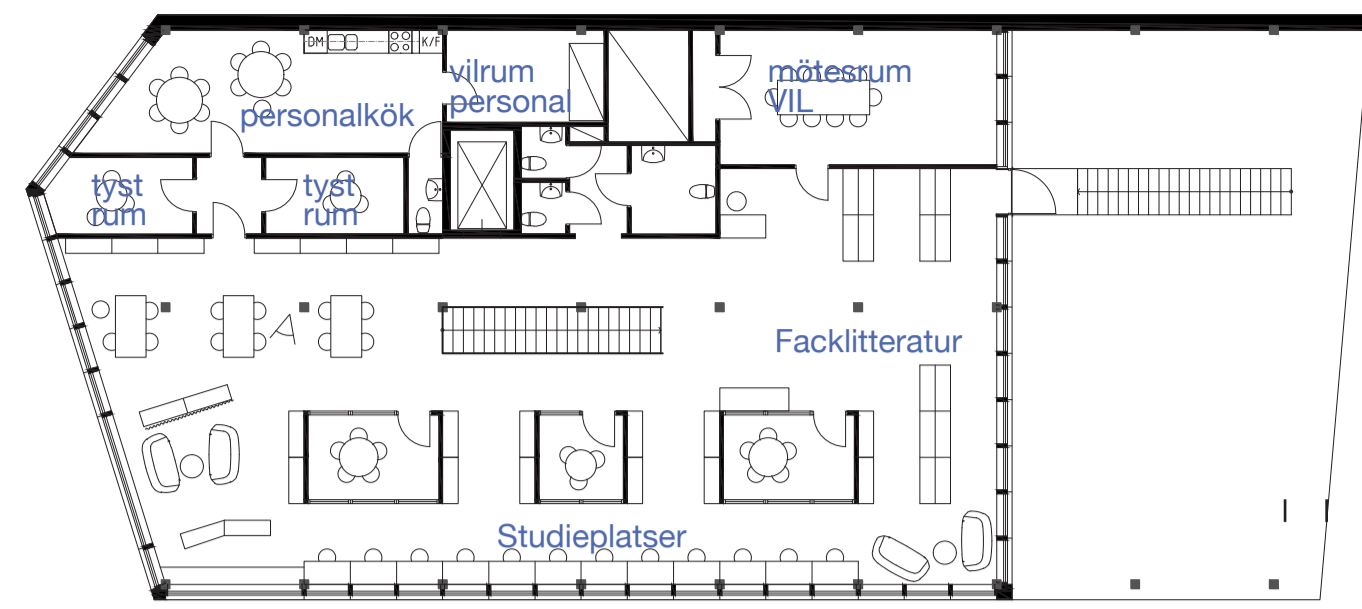 DM K/F
vilrum
personal
mötesrum
VIL
personalkök
tyst
rum
tyst
rum
Facklitteratur
Studieplatser